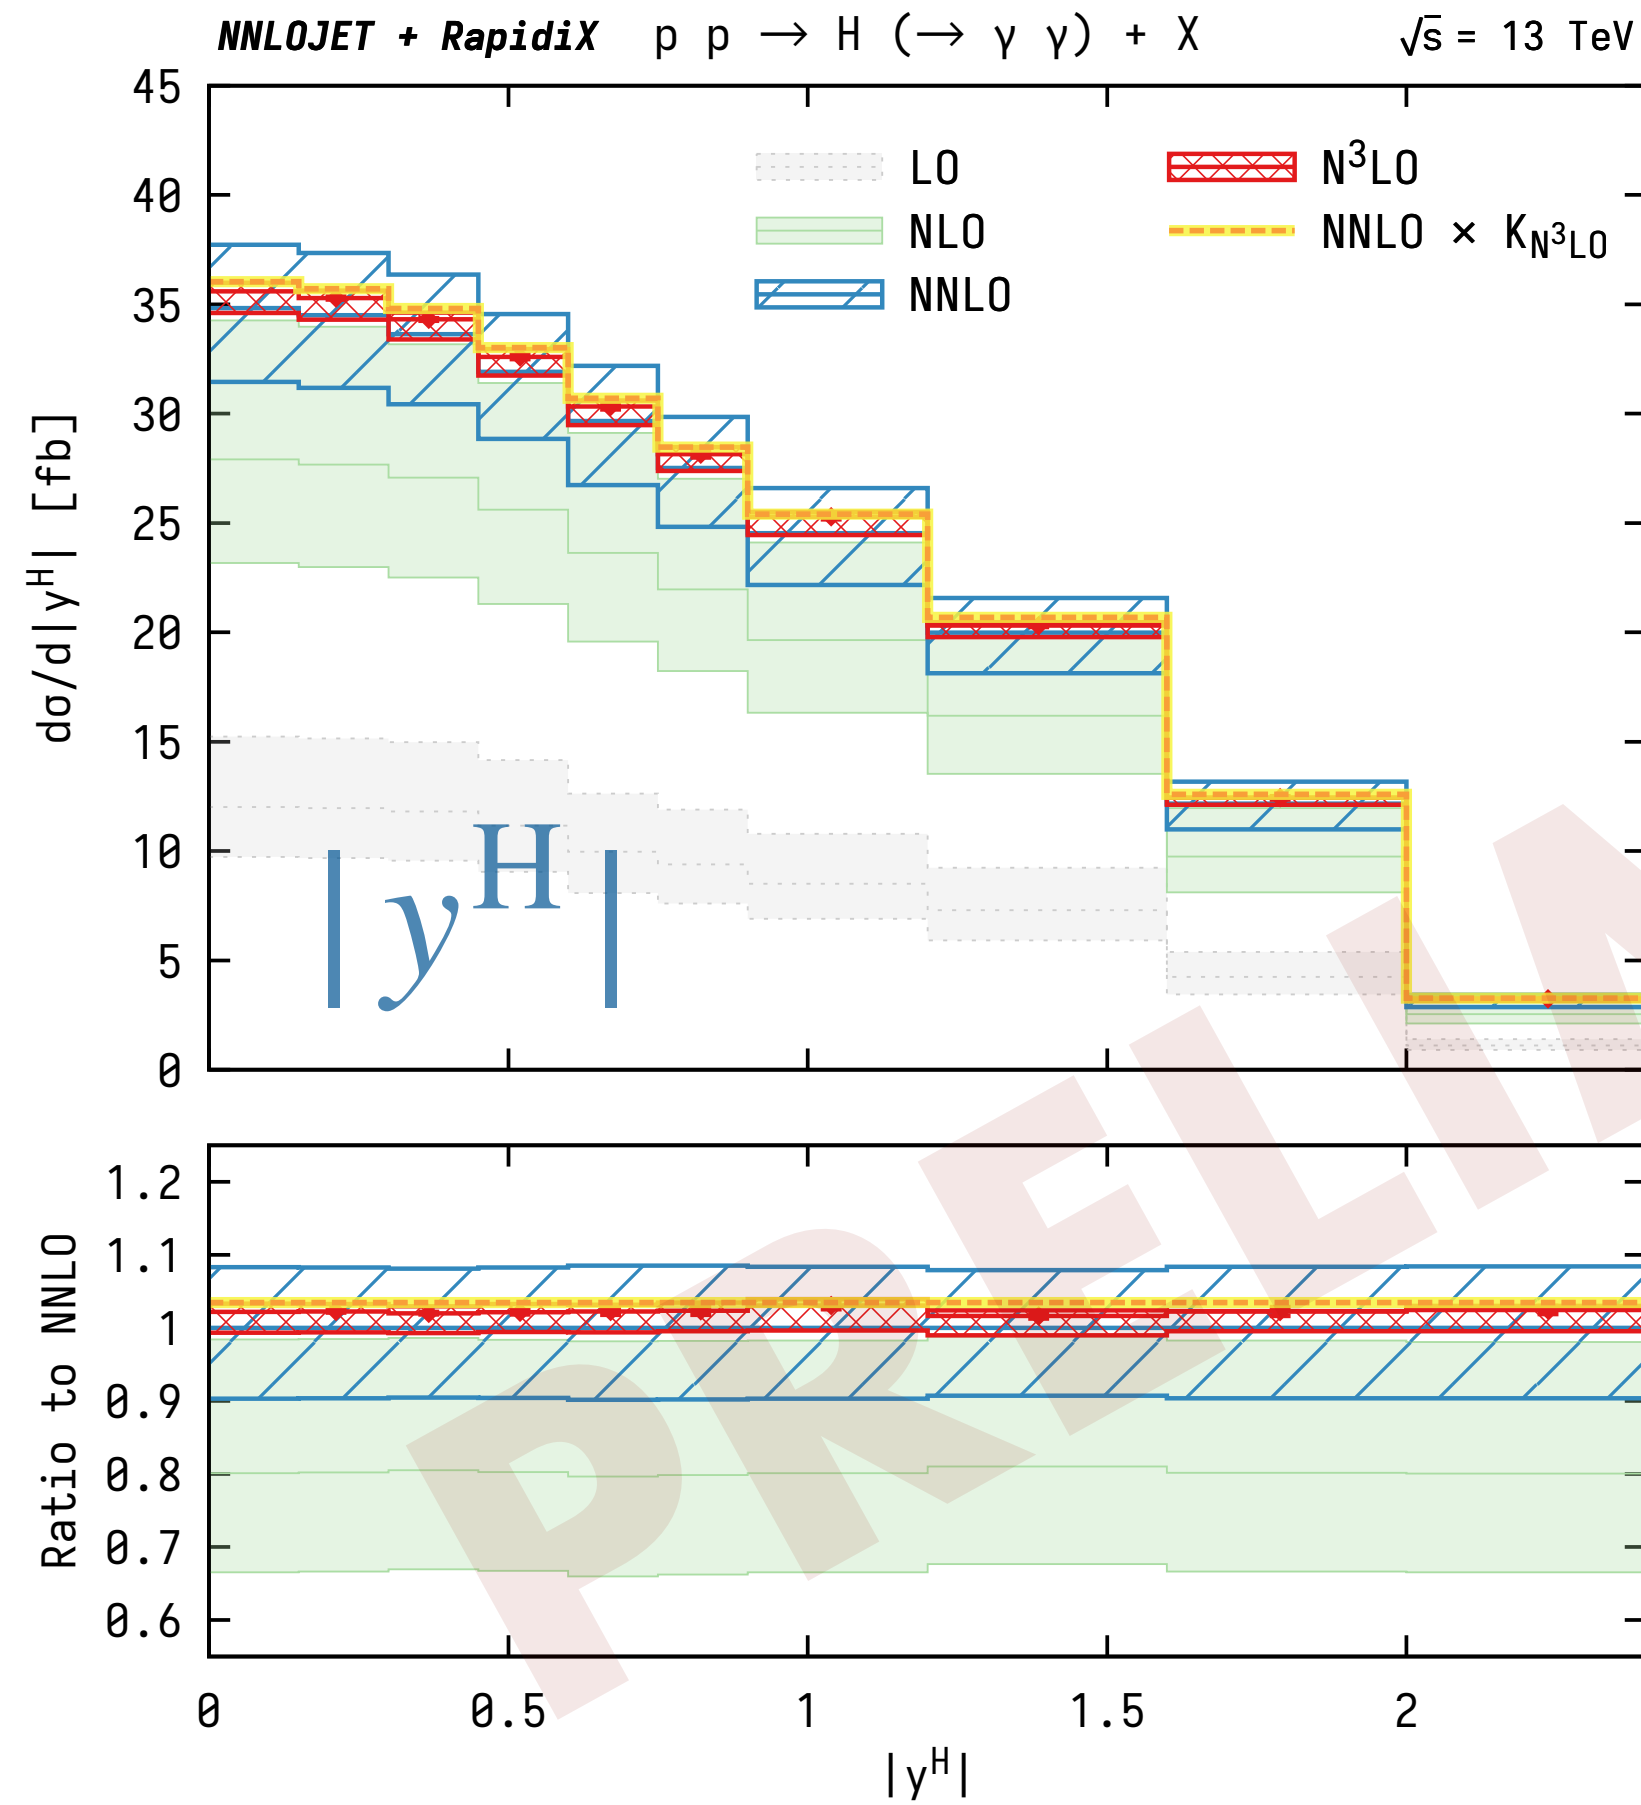 NNLOJET + RapidiX p p → H (→ γ γ) + X √s = 13 TeV
45
40
35
30
25
20
15
10
5
0
dσ/d|yᴴ| [fb]
LO
NLO
NNLO
N³LO
NNLO × K_N³LO
|yᴴ|
1.2
1.1
1
0.9
0.8
0.7
0.6
Ratio to NNLO
0 0.5 1 1.5 2
|yᴴ|